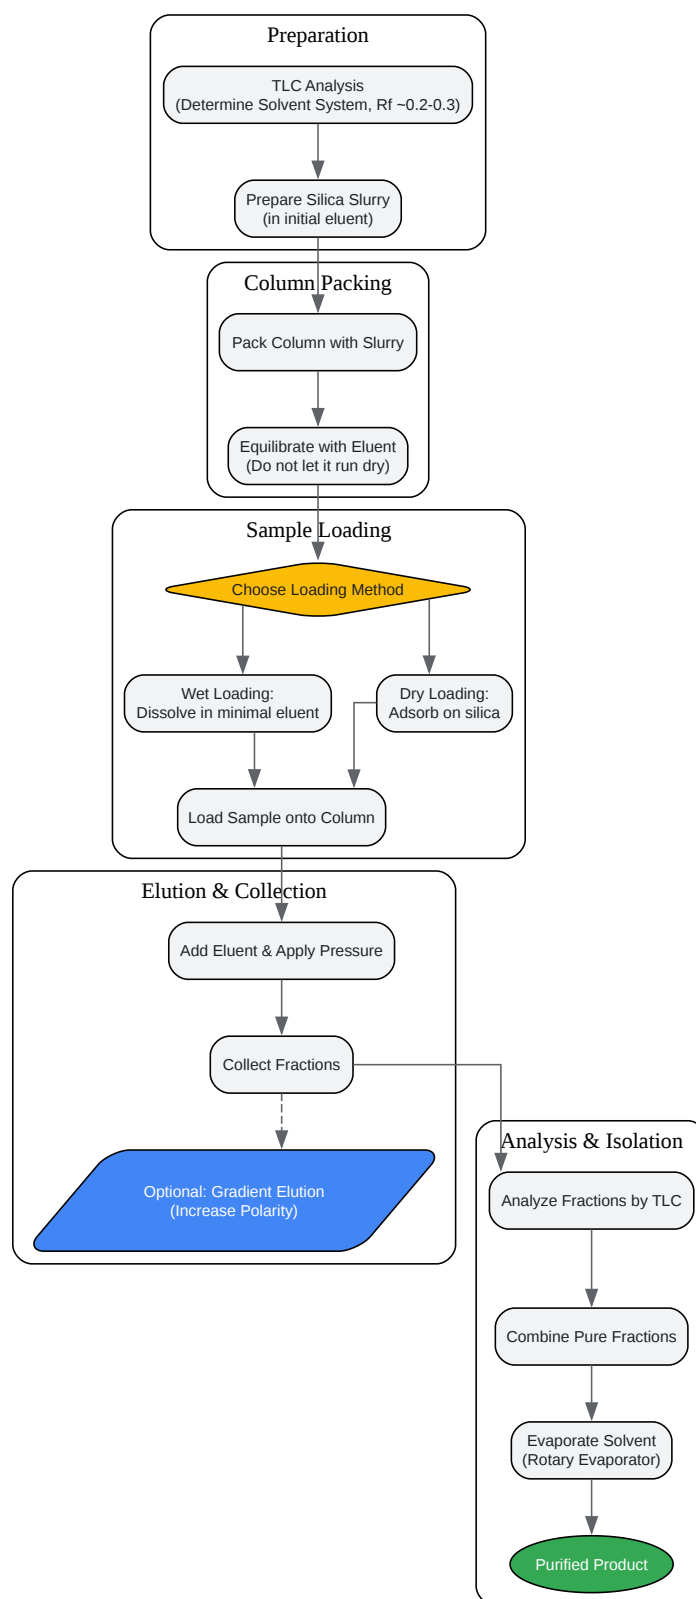 Preparation
TLC Analysis
(Determine Solvent System, Rf ~0.2-0.3)
Prepare Silica Slurry
(in initial eluent)
Column Packing
Pack Column with Slurry
Equilibrate with Eluent
(Do not let it run dry)
Sample Loading
Choose Loading Method
Wet Loading:
Dissolve in minimal eluent
Dry Loading:
Adsorb on silica
Load Sample onto Column
Elution & Collection
Add Eluent & Apply Pressure
Collect Fractions
Optional: Gradient Elution
(Increase Polarity)
Analysis & Isolation
Analyze Fractions by TLC
Combine Pure Fractions
Evaporate Solvent
(Rotary Evaporator)
Purified Product